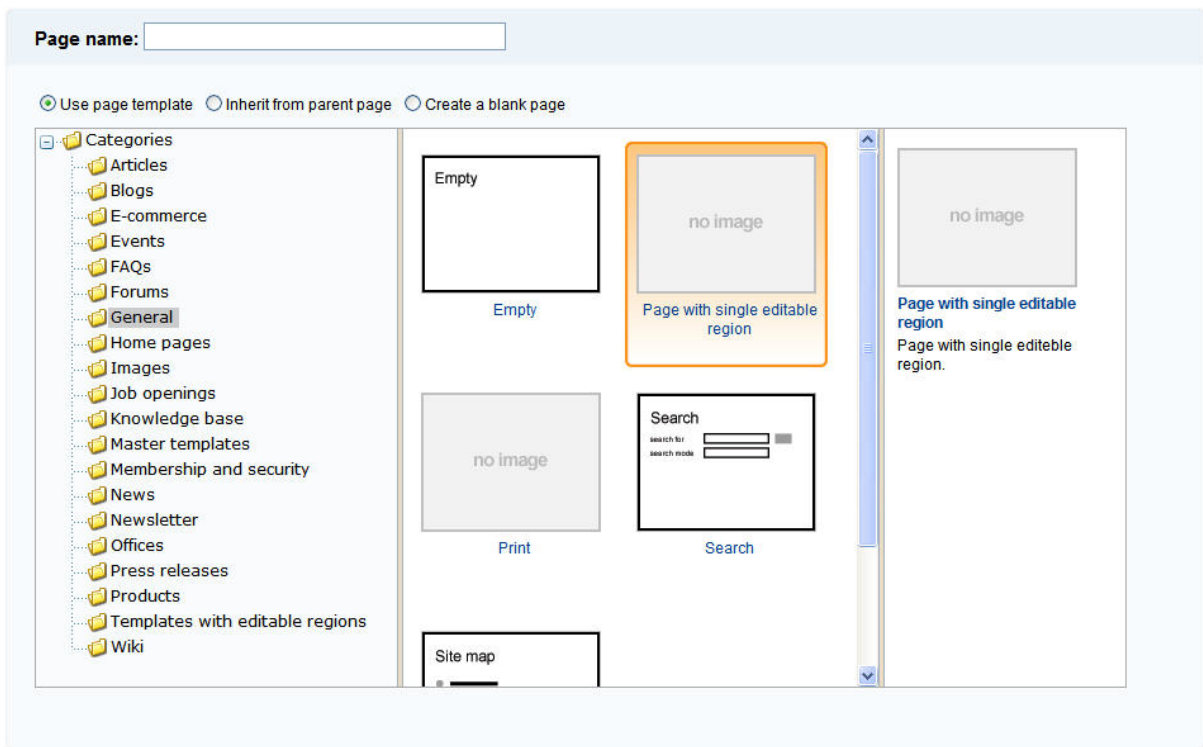 Page name:
Use page template Inherit from parent page Create a blank page
Categories
Articles
Blogs
E-commerce
Events
FAQs
Forums
General
Home pages
Images
Job openings
Knowledge base
Master templates
Membership and security
News
Newsletter
Offices
Press releases
Products
Templates with editable regions
Wiki
Empty
Empty
no image
Page with single editable
region
no image
Print
Search
search for
search mode
Search
Site map
no image
Page with single editable
region
Page with single editeble
region.